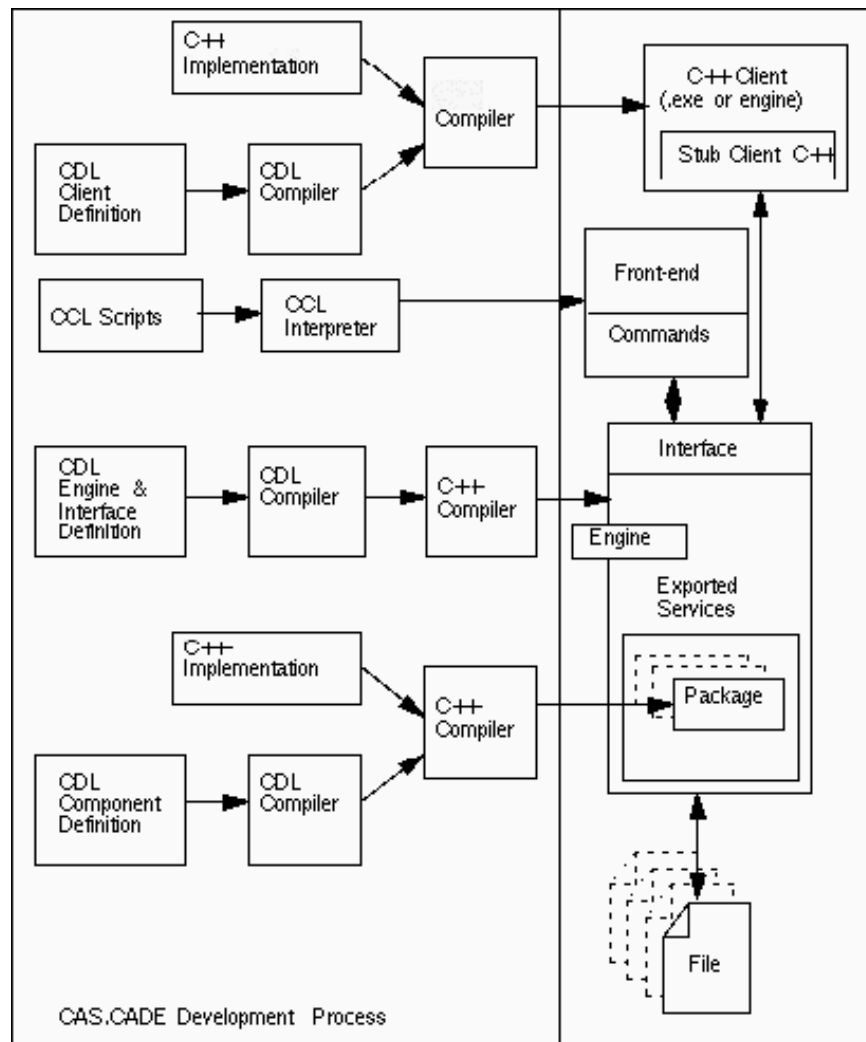 C++
Implementation
Compiler
C++ Client
(.exe or engine)
Stub Client C++
CDL
Client
Definition
CDL
Compiler
Front-end
Commands
CCL Scripts
CCL
Interpreter
Interface
CDL
Engine &
Interface
Definition
CDL
Compiler
C++
Compiler
Engine
Exported
Services
C++
Implementation
C++
Compiler
Package
CDL
Component
Definition
CDL
Compiler
File
CAS.CADE Development Process